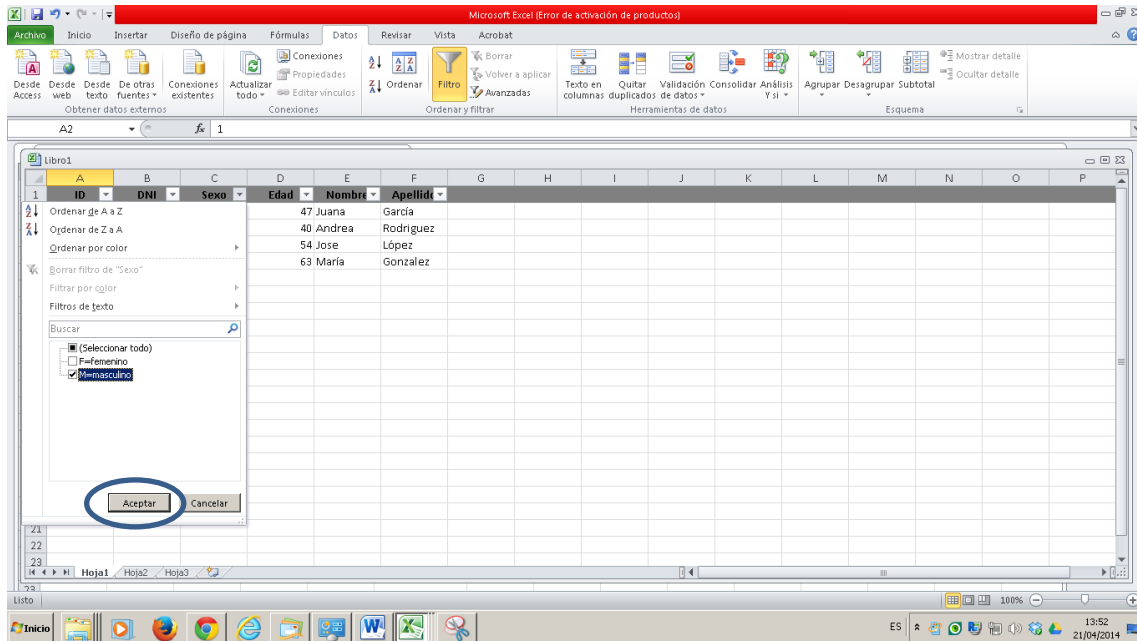 Microsoft Excel (Error de activación de productos)
Archivo Inicio Insertar Diseño de página Fórmulas Datos Revisar Vista Acrobat
Desde Access
Desde web
Desde texto
De otras fuentes
Conexiones existentes
Obtener datos externos
Actualizar todo
Conexiones
Propiedades
Editar vínculos
Conexiones
Ordenar
Filtro
Borrar
Volver a aplicar
Avanzadas
Ordenar y filtrar
Texto en columnas
Quitar duplicados
Validación de datos
Consolidar
Análisis Y si
Herramientas de datos
Agrupar
Desagrupar
Subtotal
Mostrar detalle
Ocultar detalle
Esquema
A2 fx 1
Libro1
A B C D E F G H I J K L M N O P
1 ID DNI Sexo Edad Nombre Apellido
47 Juana García
40 Andrea Rodriguez
54 Jose López
63 María Gonzalez
Ordenar de A a Z
Ordenar de Z a A
Ordenar por color
Borrar filtro de "Sexo"
Filtrar por color
Filtros de texto
Buscar
(Seleccionar todo)
F=femenino
M=masculino
Aceptar Cancelar
21
22
23
Hoja1 Hoja2 Hoja3
23
Listo 100%
Inicio ES 13:52
21/04/2014